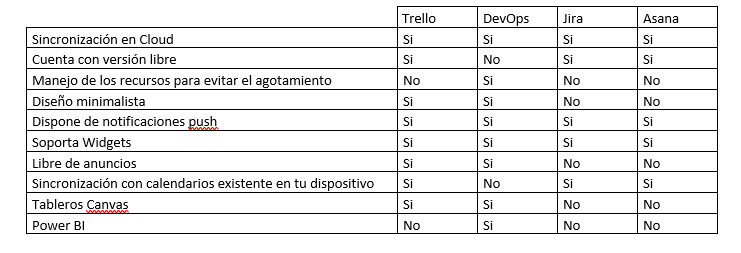 Trello DevOps Jira Asana
Sincronización en Cloud Si Si Si Si
Cuenta con versión libre Si No Si Si
Manejo de los recursos para evitar el agotamiento No Si No No
Diseño minimalista Si Si No No
Dispone de notificaciones push Si Si Si Si
Soporta Widgets Si Si Si Si
Libre de anuncios Si Si No No
Sincronización con calendarios existente en tu dispositivo Si No Si Si
Tableros Canvas Si Si No No
Power BI No Si No No